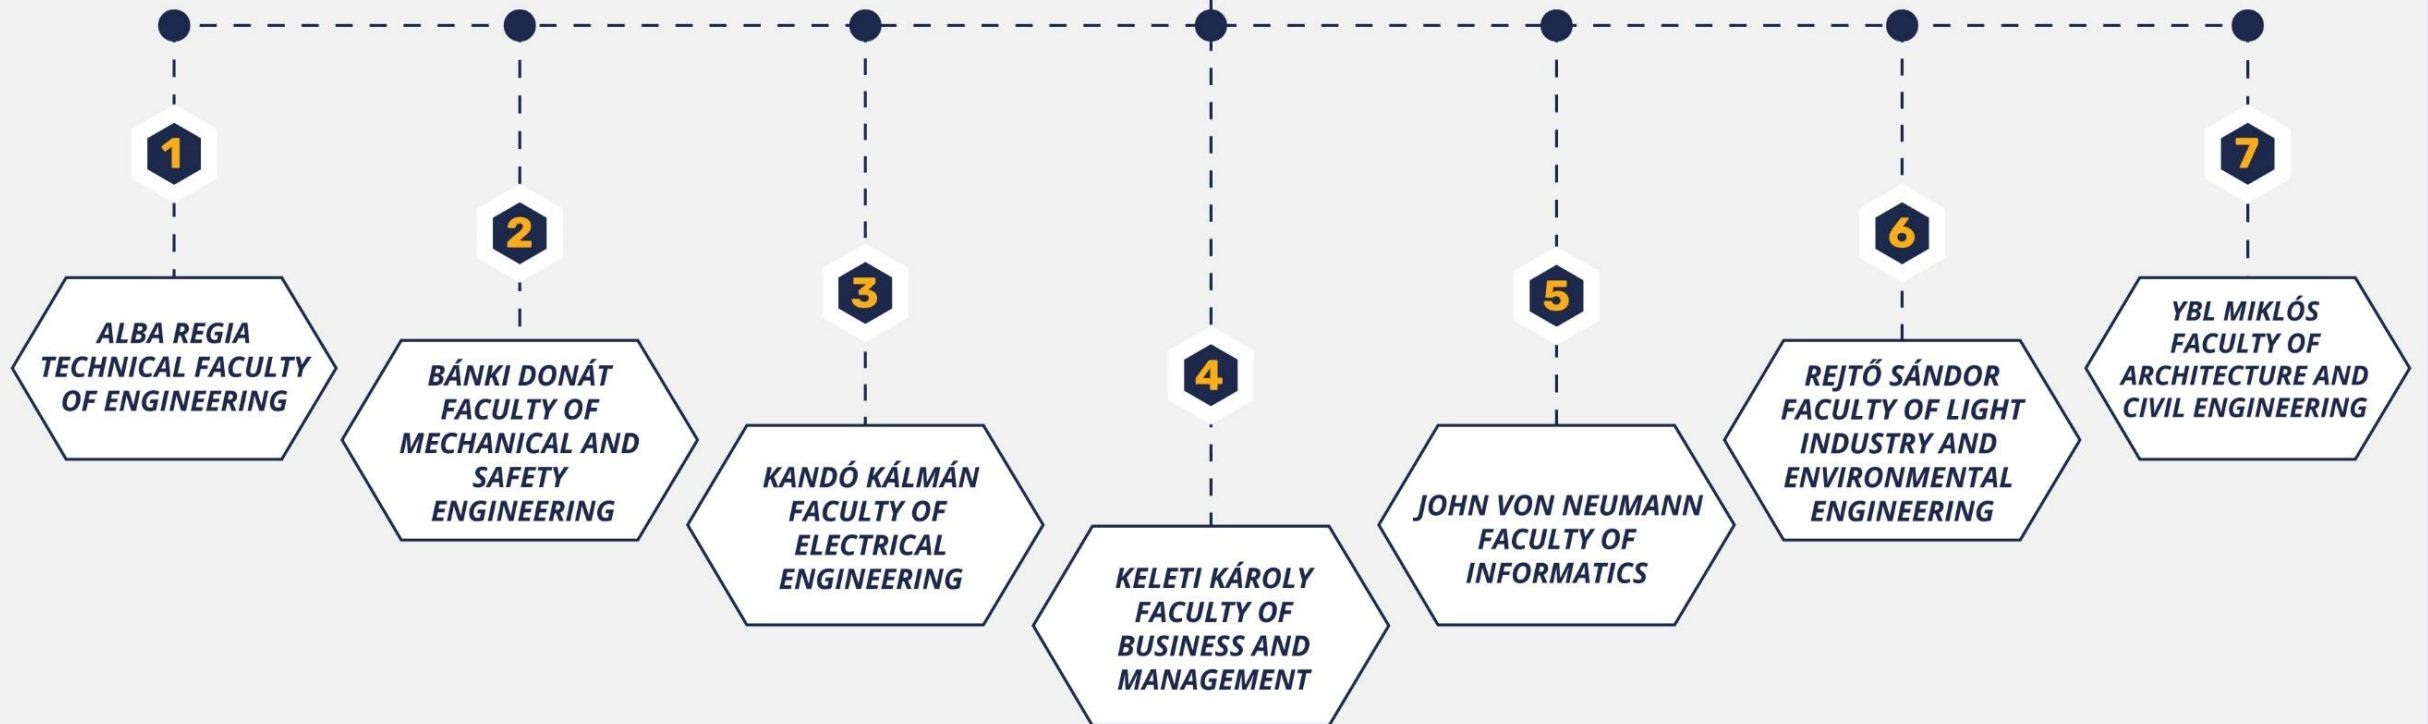 1
ALBA REGIA
TECHNICAL FACULTY
OF ENGINEERING
2
BÁNKI DONÁT
FACULTY OF
MECHANICAL AND
SAFETY
ENGINEERING
3
KANDÓ KÁLMÁN
FACULTY OF
ELECTRICAL
ENGINEERING
4
KELETI KÁROLY
FACULTY OF
BUSINESS AND
MANAGEMENT
5
JOHN VON NEUMANN
FACULTY OF
INFORMATICS
6
REJTŐ SÁNDOR
FACULTY OF LIGHT
INDUSTRY AND
ENVIRONMENTAL
ENGINEERING
7
YBL MIKLÓS
FACULTY OF
ARCHITECTURE AND
CIVIL ENGINEERING